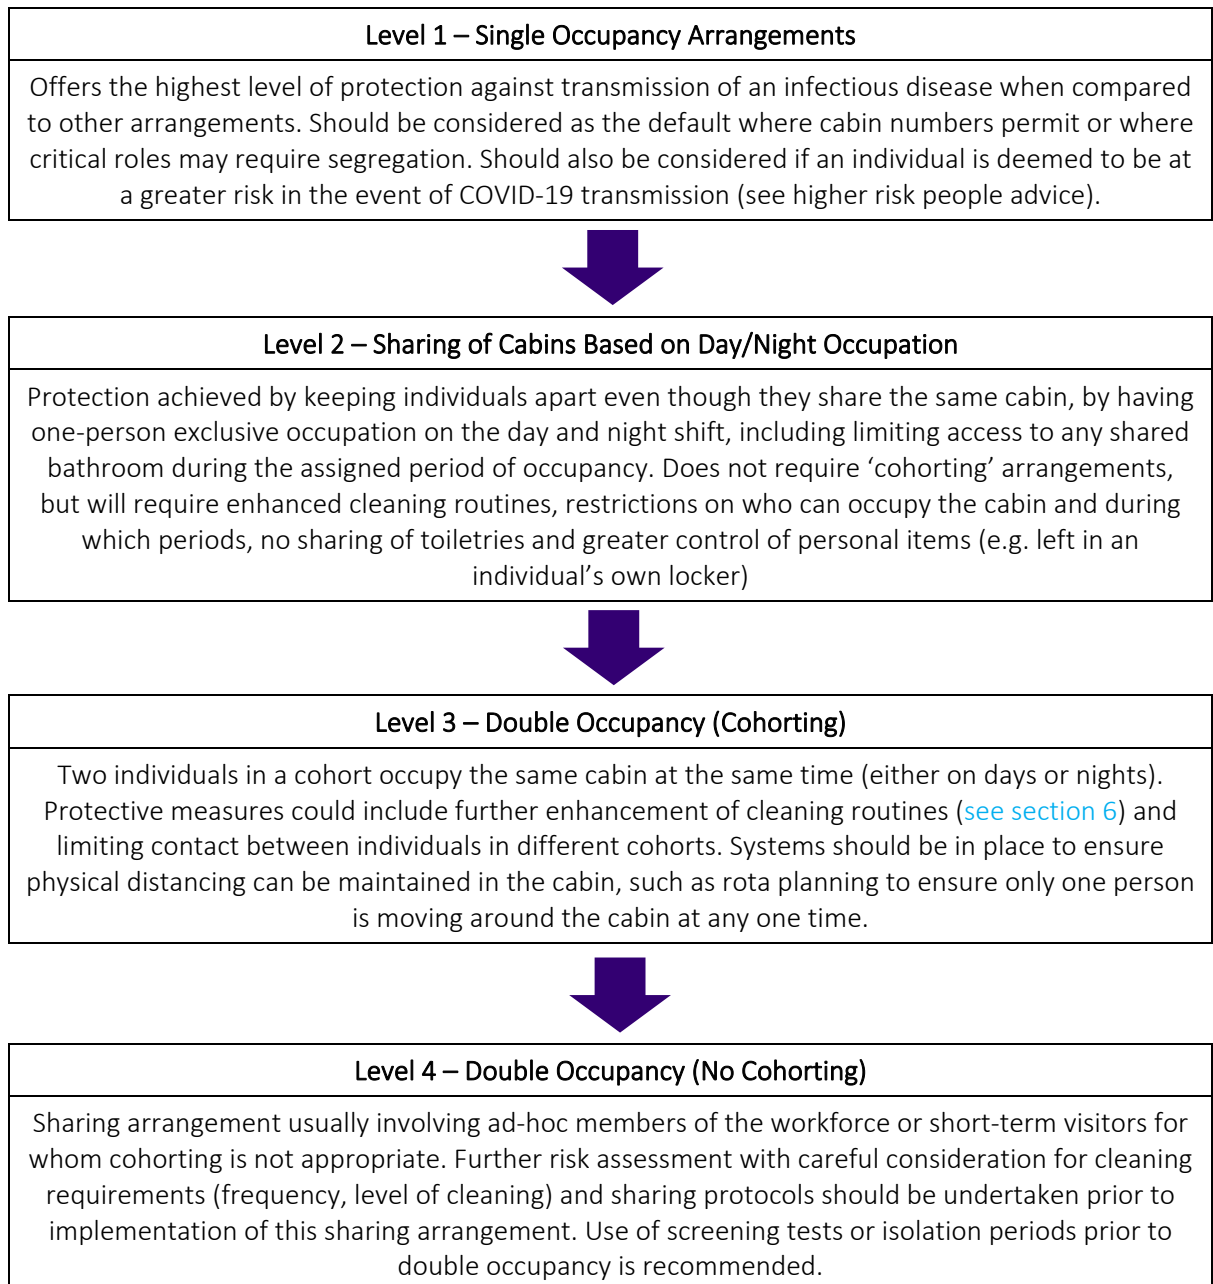 Level 1 – Single Occupancy Arrangements
Offers the highest level of protection against transmission of an infectious disease when compared
to other arrangements. Should be considered as the default where cabin numbers permit or where
critical roles may require segregation. Should also be considered if an individual is deemed to be at
a greater risk in the event of COVID-19 transmission (see higher risk people advice).
Level 2 – Sharing of Cabins Based on Day/Night Occupation
Protection achieved by keeping individuals apart even though they share the same cabin, by having
one-person exclusive occupation on the day and night shift, including limiting access to any shared
bathroom during the assigned period of occupancy. Does not require ‘cohorting’ arrangements,
but will require enhanced cleaning routines, restrictions on who can occupy the cabin and during
which periods, no sharing of toiletries and greater control of personal items (e.g. left in an
individual’s own locker)
Level 3 – Double Occupancy (Cohorting)
Two individuals in a cohort occupy the same cabin at the same time (either on days or nights).
Protective measures could include further enhancement of cleaning routines (see section 6) and
limiting contact between individuals in different cohorts. Systems should be in place to ensure
physical distancing can be maintained in the cabin, such as rota planning to ensure only one person
is moving around the cabin at any one time.
Level 4 – Double Occupancy (No Cohorting)
Sharing arrangement usually involving ad-hoc members of the workforce or short-term visitors for
whom cohorting is not appropriate. Further risk assessment with careful consideration for cleaning
requirements (frequency, level of cleaning) and sharing protocols should be undertaken prior to
implementation of this sharing arrangement. Use of screening tests or isolation periods prior to
double occupancy is recommended.